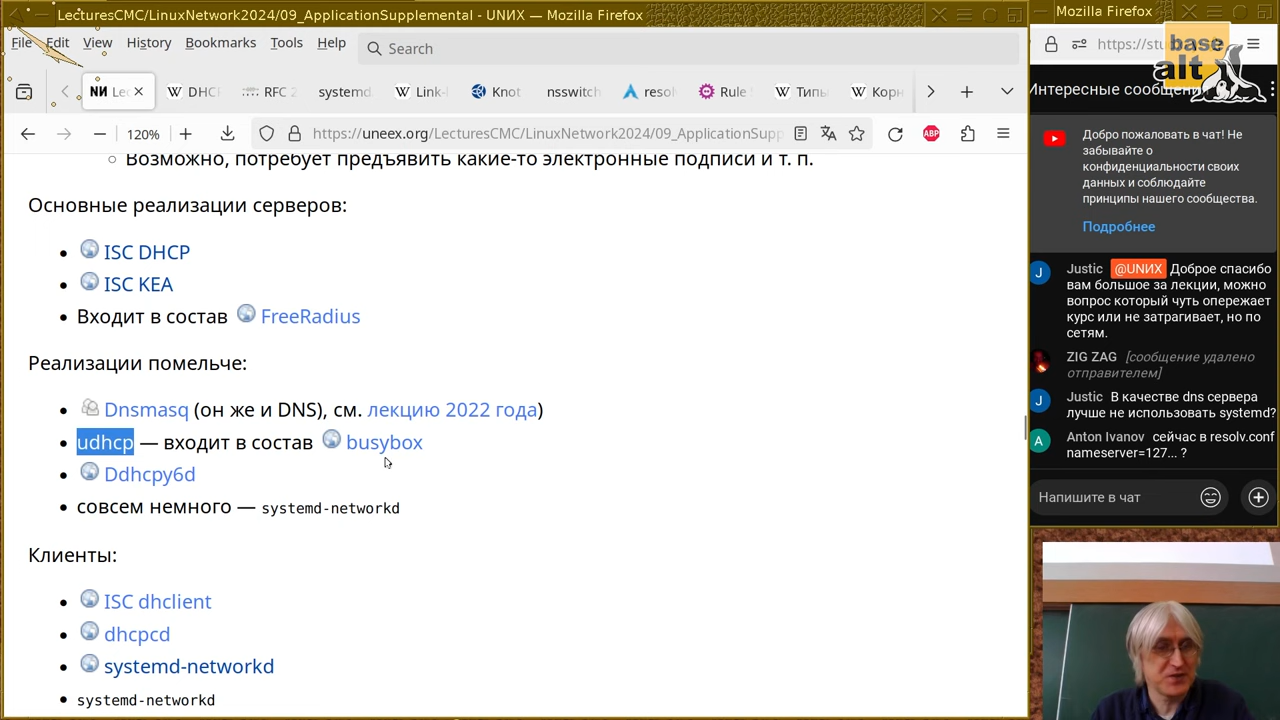 LecturesCMC/LinuxNetwork2024/09_ApplicationSupplemental - UNИX — Mozilla Firefox
File Edit View History Bookmarks Tools Help
Search
NИ Lec
W DHCP
RFC 2
systemd
W Link-l
Knot
nsswitch
resol
Rule
W Типы
W Корн
120%
https://uneex.org/LecturesCMC/LinuxNetwork2024/09_ApplicationSupp
ABP
Возможно, потребует предъявить какие-то электронные подписи и т. п.
Основные реализации серверов:
ISC DHCP
ISC KEA
Входит в состав FreeRadius
Реализации помельче:
Dnsmasq (он же и DNS), см. лекцию 2022 года)
udhcp — входит в состав busybox
Ddhcpy6d
совсем немного — systemd-networkd
Клиенты:
ISC dhclient
dhcpcd
systemd-networkd
systemd-networkd
Mozilla Firefox
https://stu
base
alt
Интересные сообщения
Добро пожаловать в чат! Не
забывайте о
конфиденциальности своих
данных и соблюдайте
принципы нашего сообщества.
Подробнее
J Justic @UNИX Доброе спасибо
вам большое за лекции, можно
вопрос который чуть опережает
курс или не затрагивает, но по
сетям.
ZIG ZAG [сообщение удалено
отправителем]
J Justic В качестве dns сервера
лучше не использовать systemd?
A Anton Ivanov сейчас в resolv.conf
nameserver=127... ?
Напишите в чат